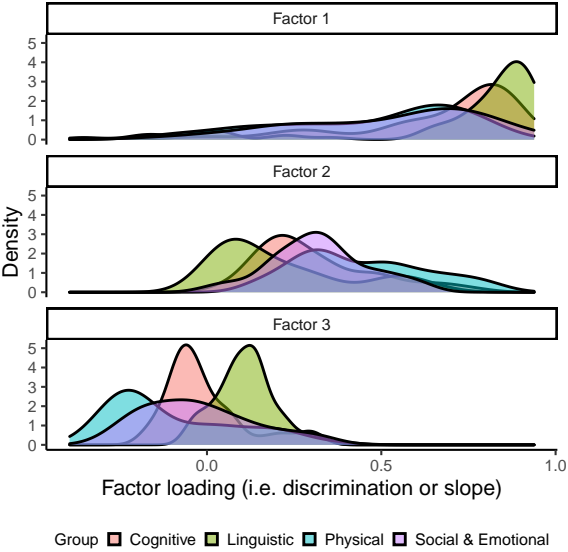 Factor 1
5
4
3
2
1
0
Factor 2
5
4
3
2
1
0
Factor 3
5
4
3
2
1
0
Density
0.0 0.5 1.0
Factor loading (i.e. discrimination or slope)
Group Cognitive Linguistic Physical Social & Emotional